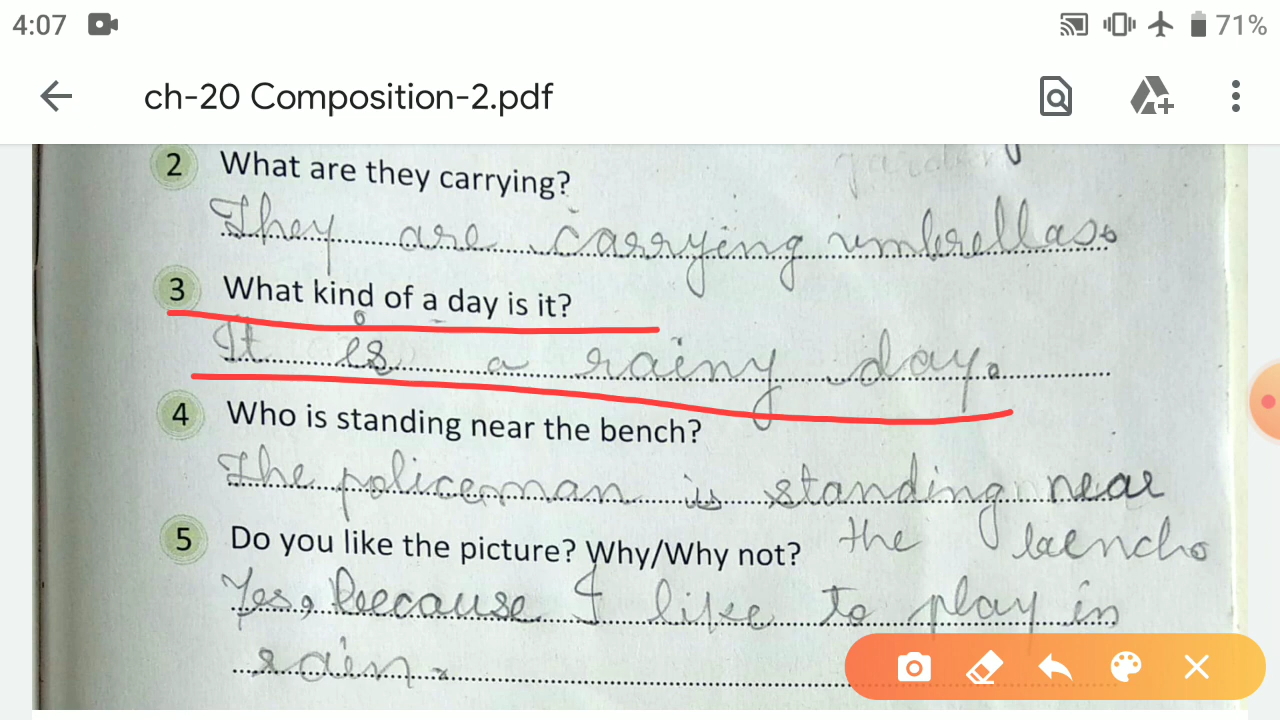 4:07 71%
ch-20 Composition-2.pdf
2 What are they carrying?
They are carrying umbrellas.
3 What kind of a day is it?
It is a rainy day.
4 Who is standing near the bench?
The policeman is standing near
the bench.
5 Do you like the picture? Why/Why not?
Yes, because I like to play in
rain.